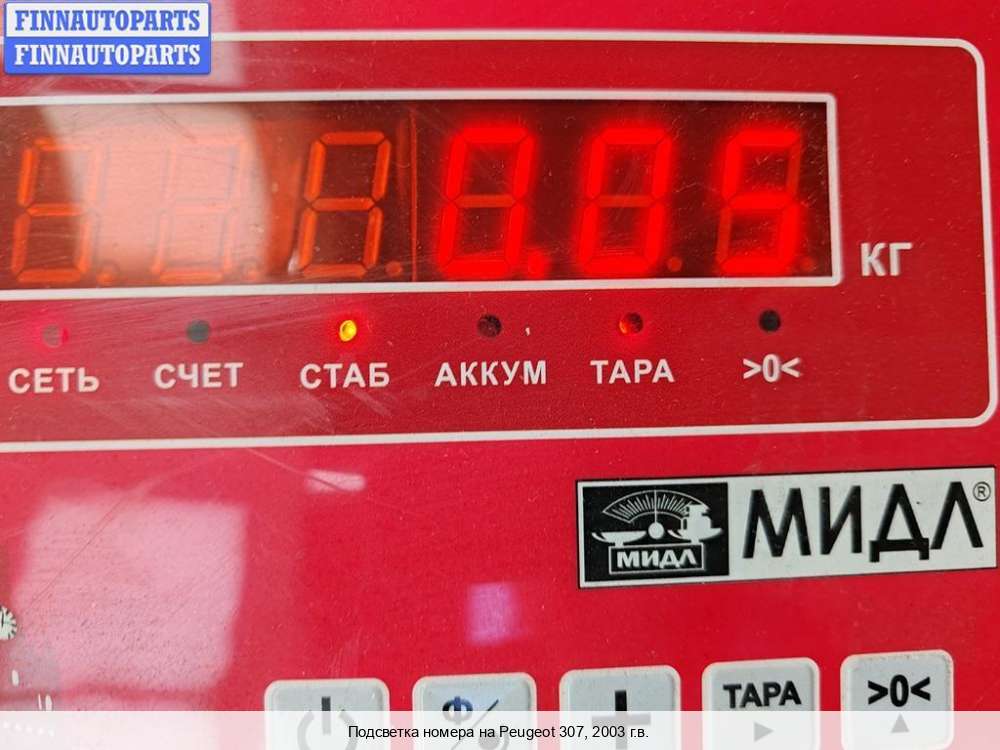 FINNAUTOPARTS
FINNAUTOPARTS
0.05
КГ
СЕТЬ СЧЕТ СТАБ АККУМ ТАРА >0<
МИДЛ МИДЛ®
Ф + ТАРА >0<
Подсветка номера на Peugeot 307, 2003 г.в.